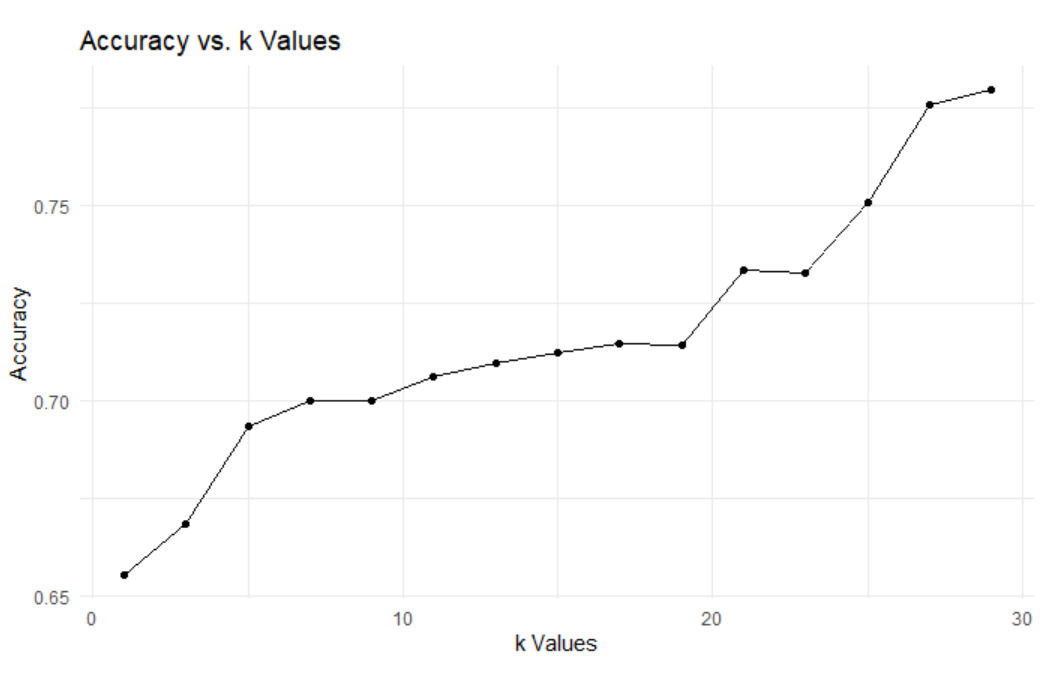 Accuracy vs. k Values
0.75
0.70
0.65
Accuracy
0 10 20 30
k Values